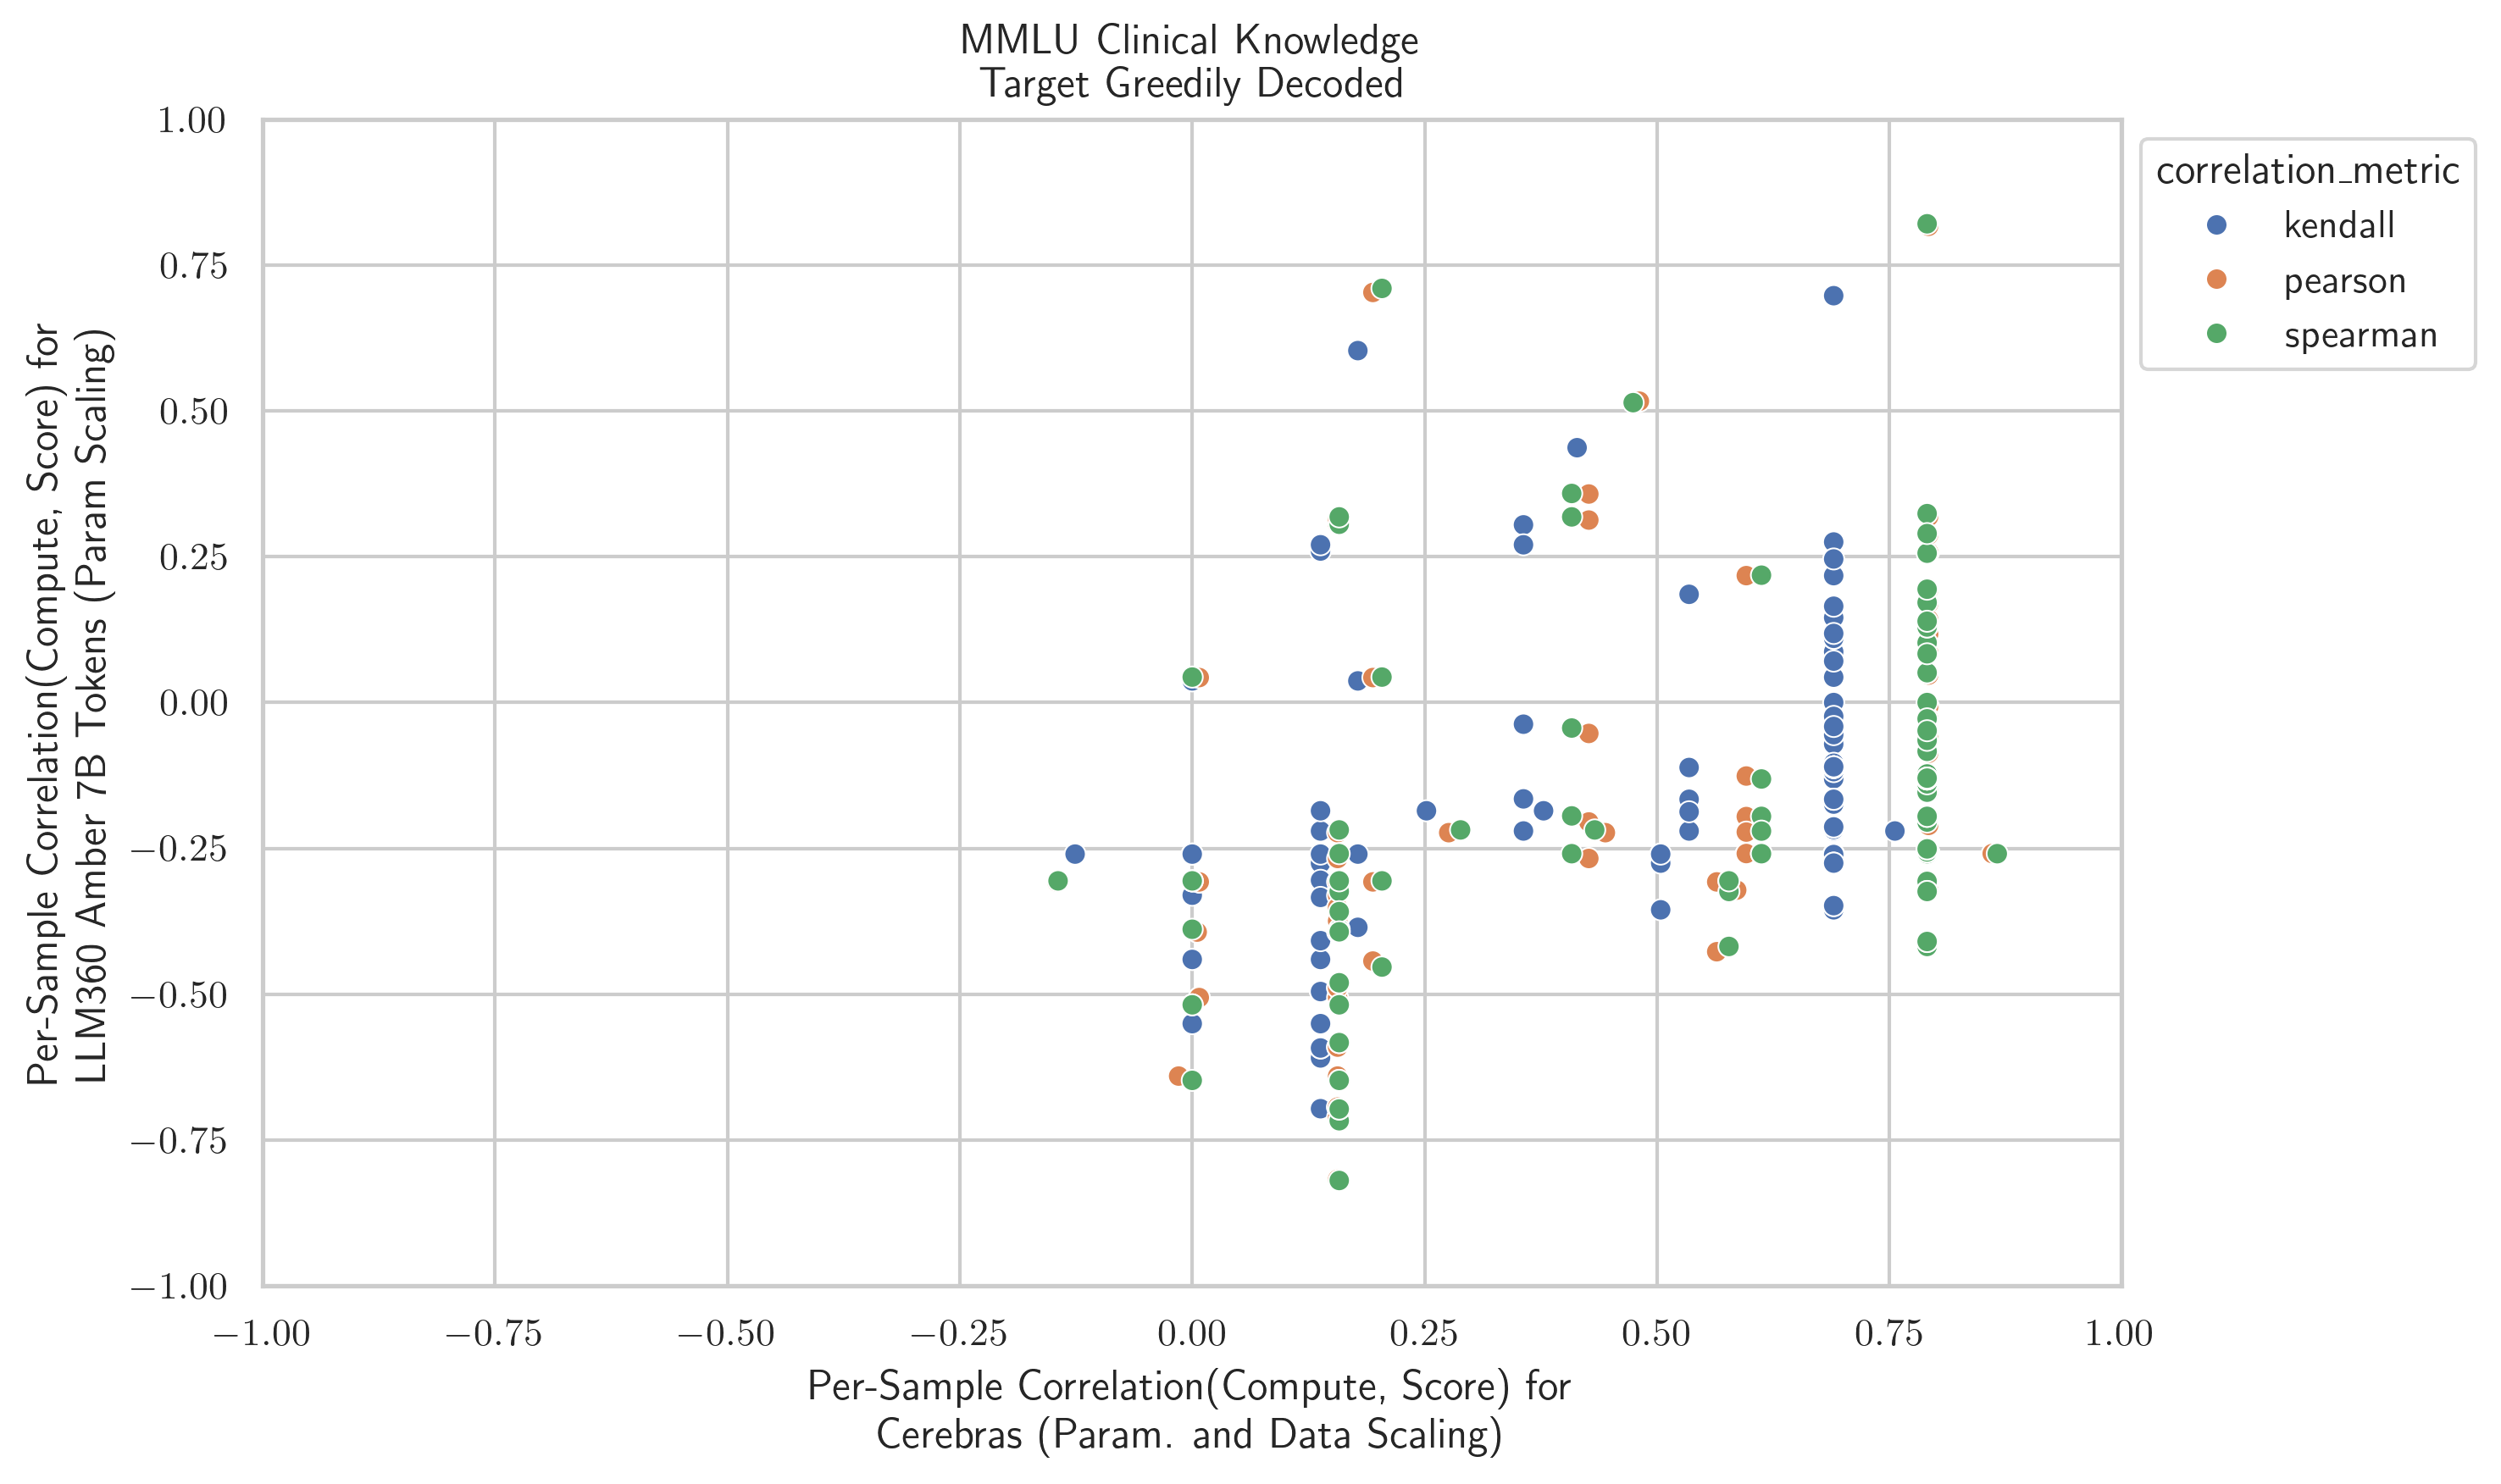 MMLU Clinical Knowledge
Target Greedily Decoded
Per-Sample Correlation(Compute, Score) for
LLM360 Amber 7B Tokens (Param Scaling)
1.00
0.75
0.50
0.25
0.00
−0.25
−0.50
−0.75
−1.00
−1.00 −0.75 −0.50 −0.25 0.00 0.25 0.50 0.75 1.00
Per-Sample Correlation(Compute, Score) for
Cerebras (Param. and Data Scaling)
correlation_metric
kendall
pearson
spearman